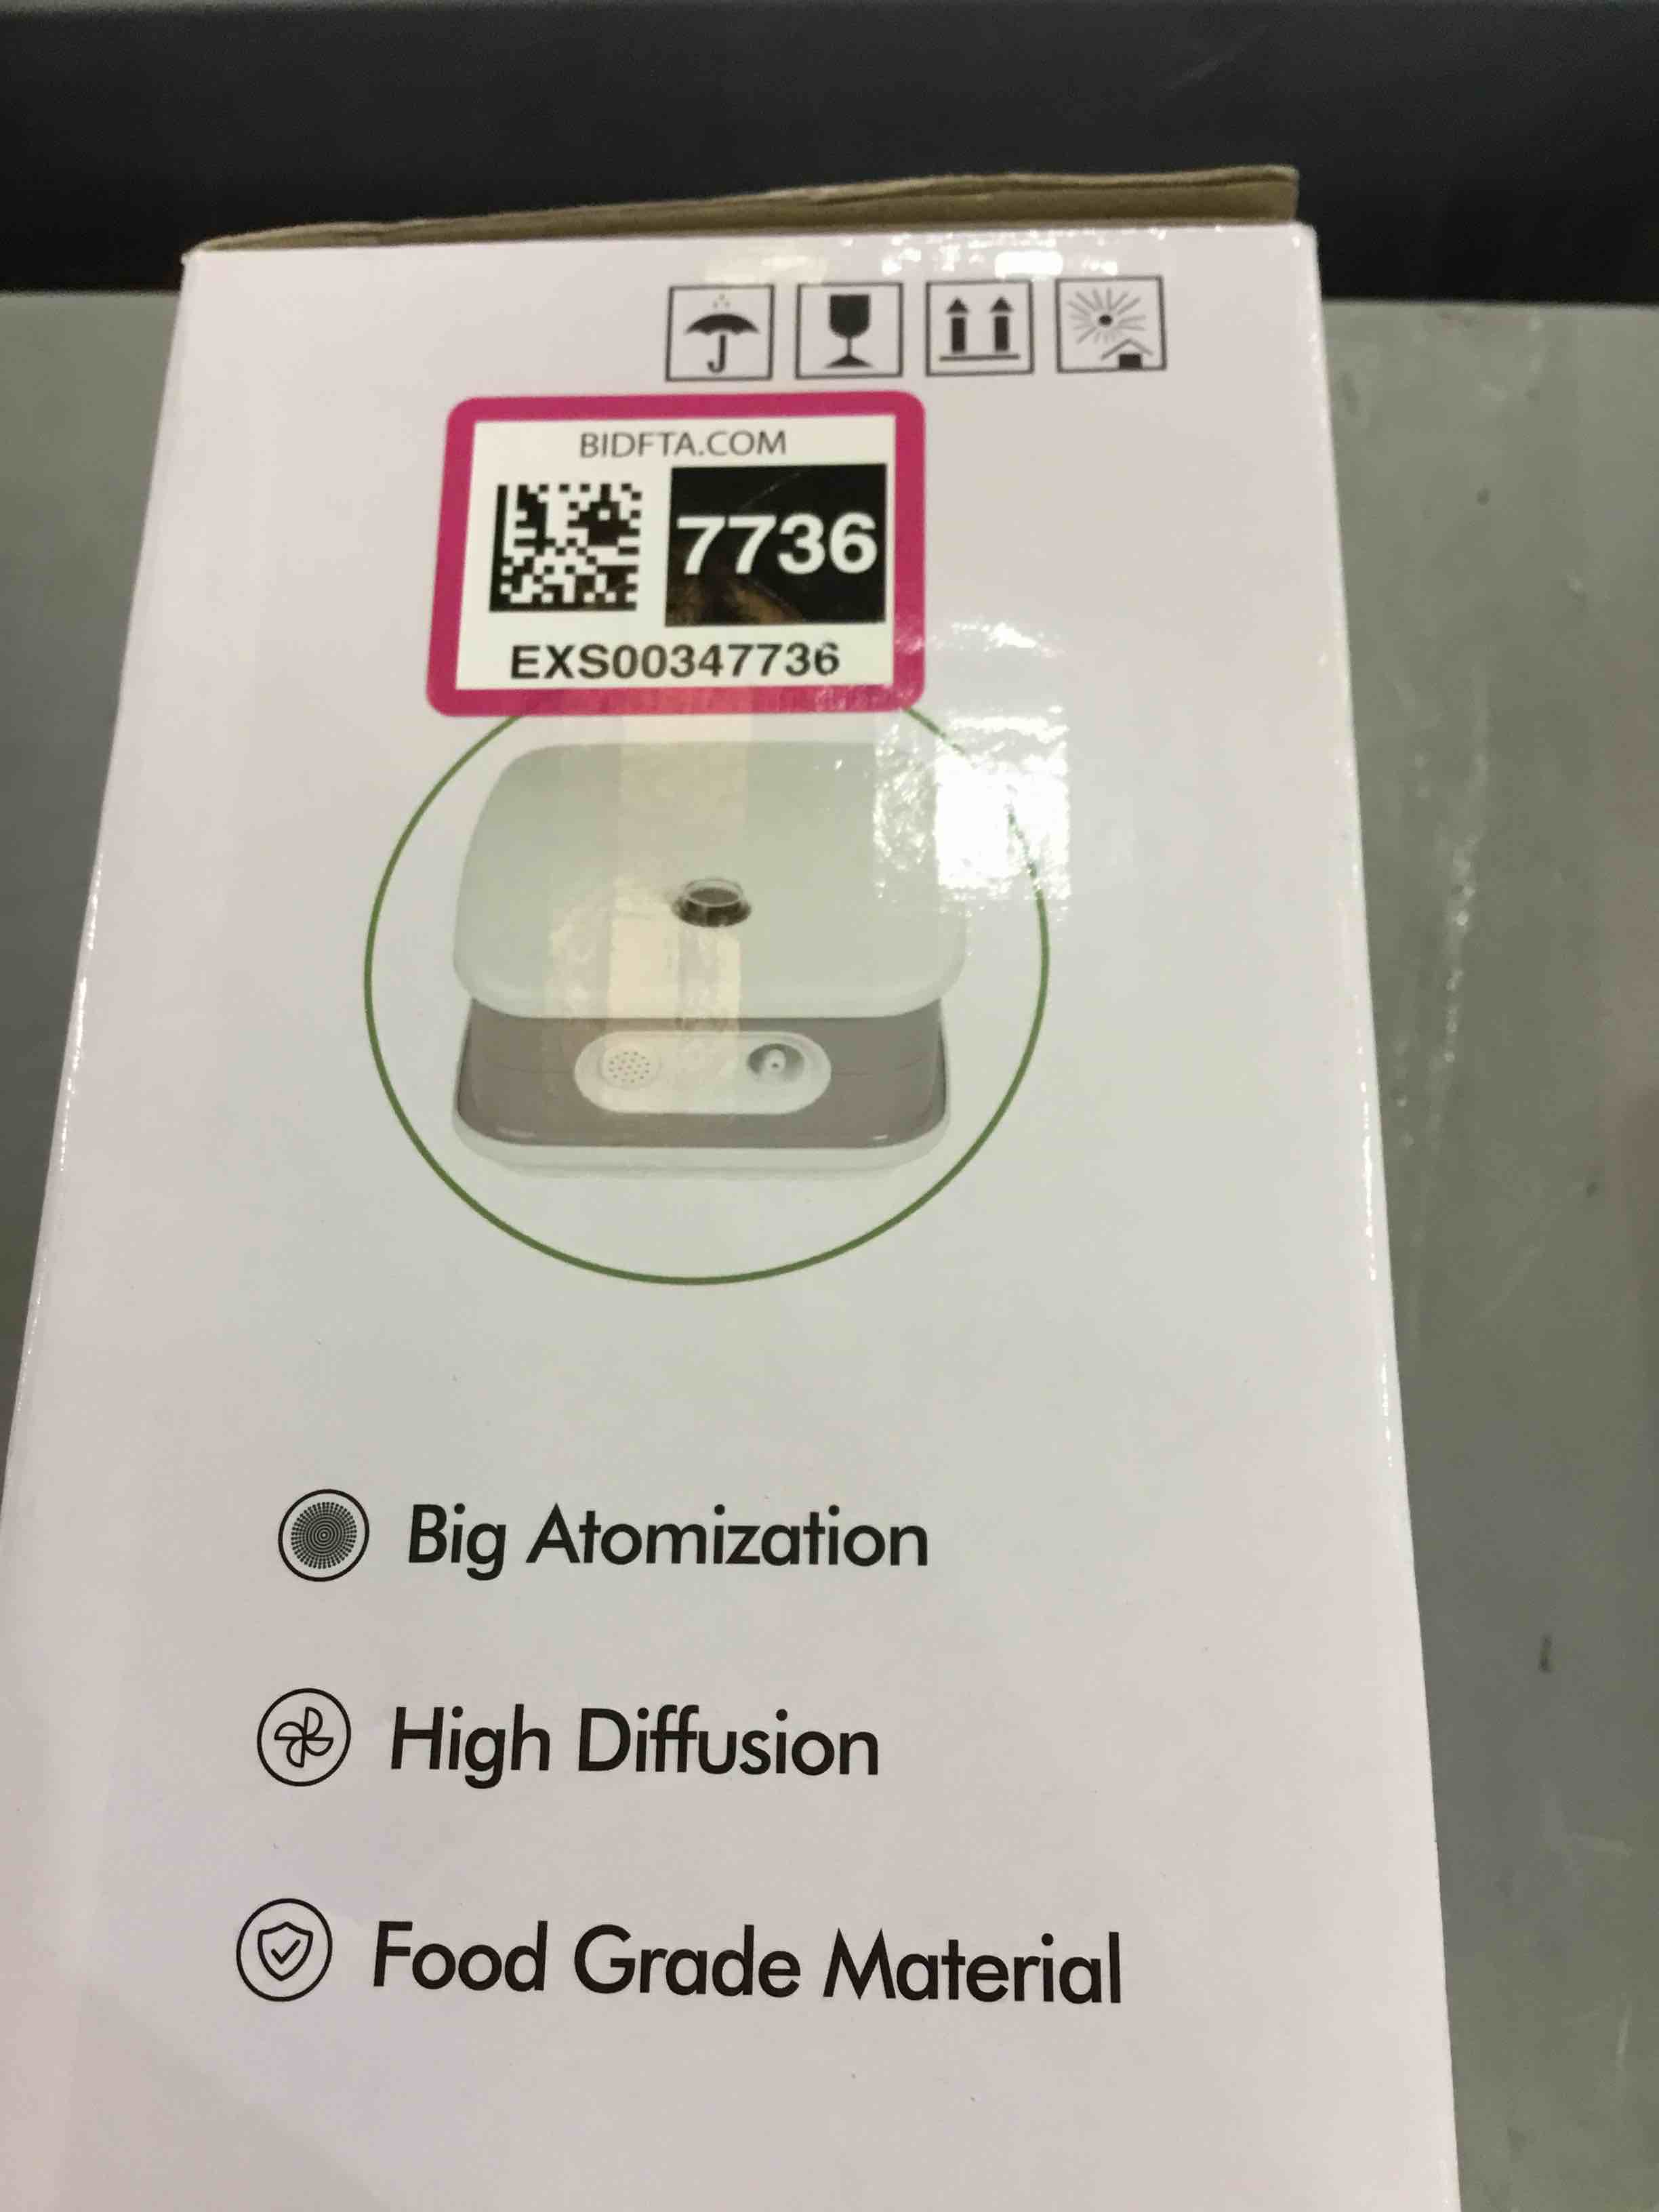 BIDFTA.COM
7736
EXS00347736
Big Atomization
High Diffusion
Food Grade Material